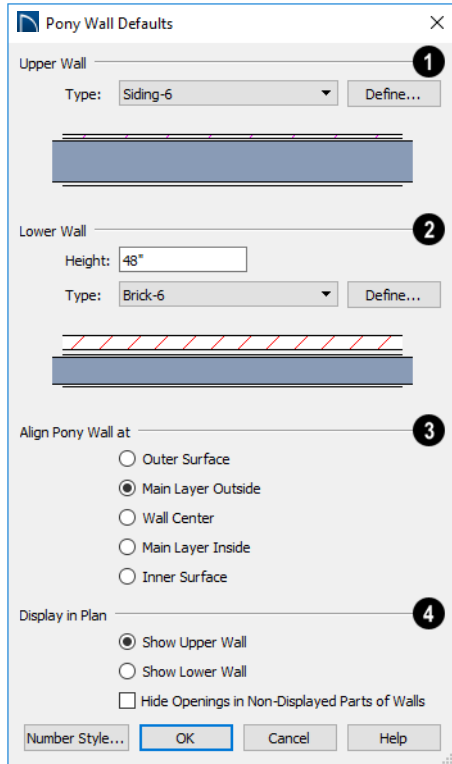 Pony Wall Defaults
Upper Wall 1
Type: Siding-6 Define...
Lower Wall 2
Height: 48"
Type: Brick-6 Define...
Align Pony Wall at 3
Outer Surface
Main Layer Outside
Wall Center
Main Layer Inside
Inner Surface
Display in Plan 4
Show Upper Wall
Show Lower Wall
Hide Openings in Non-Displayed Parts of Walls
Number Style... OK Cancel Help